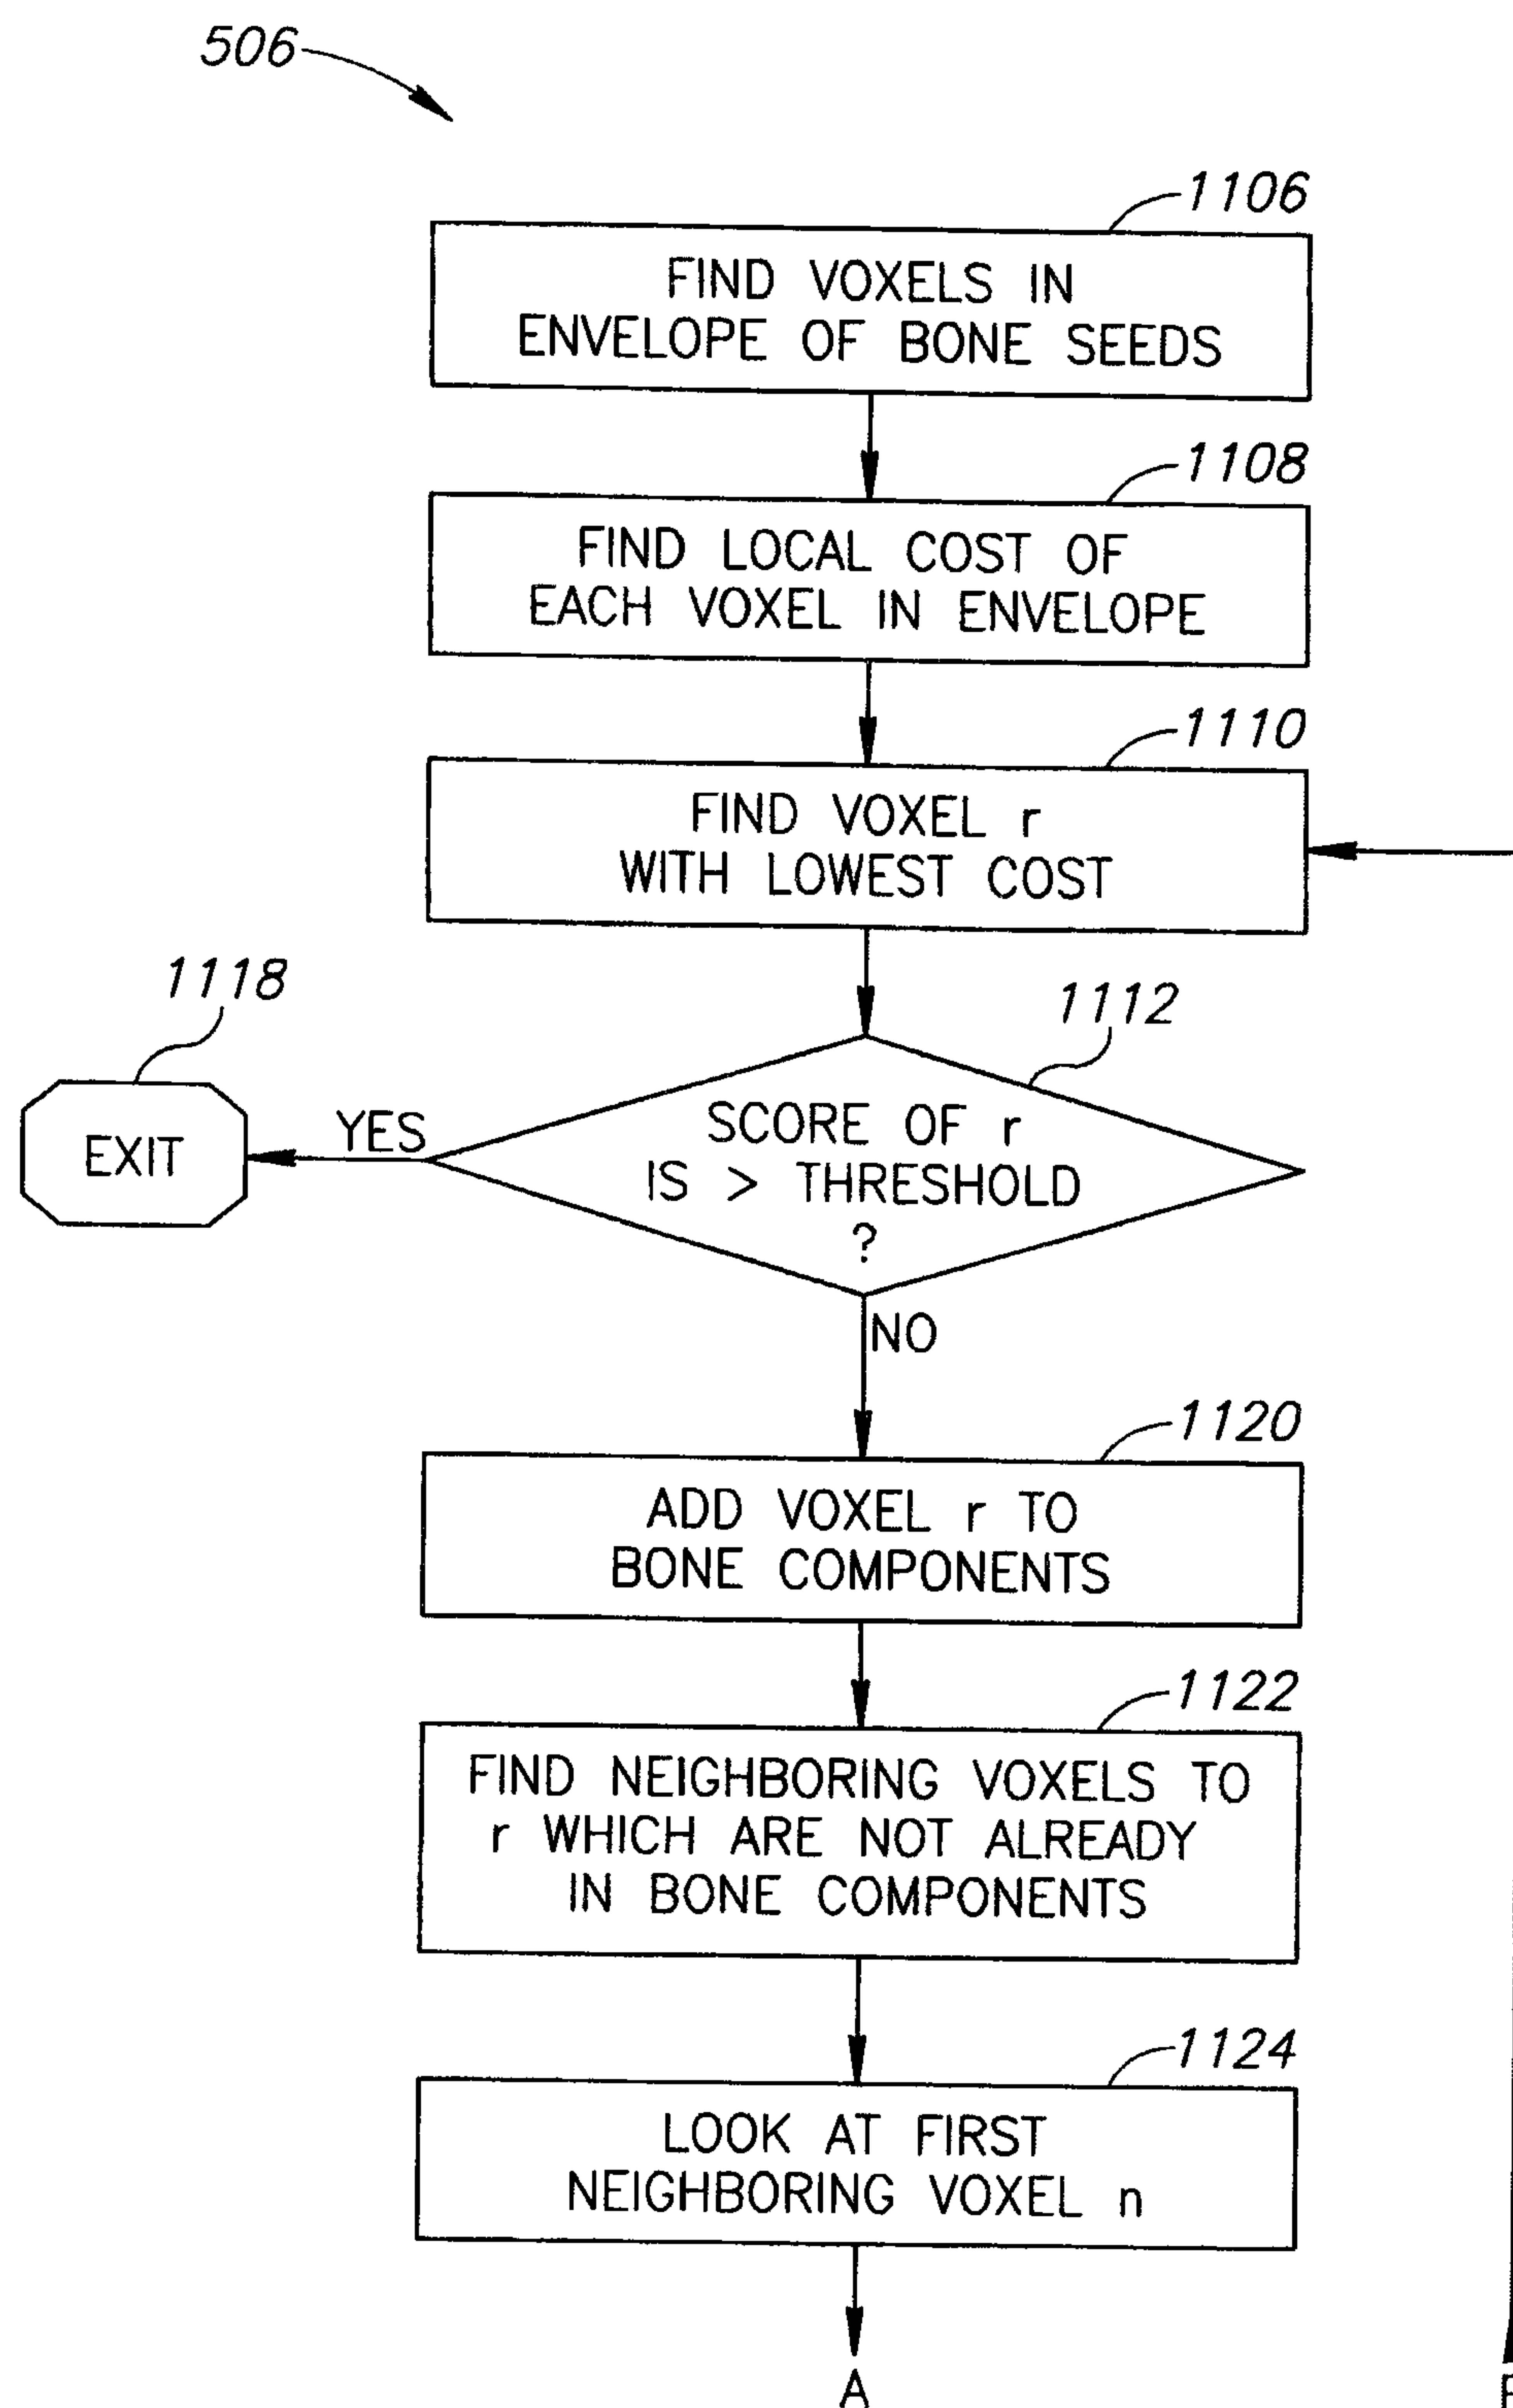 506
1106
FIND VOXELS IN
ENVELOPE OF BONE SEEDS
1108
FIND LOCAL COST OF
EACH VOXEL IN ENVELOPE
1110
FIND VOXEL r
WITH LOWEST COST
1118
1112
EXIT
YES
SCORE OF r
IS > THRESHOLD
?
NO
1120
ADD VOXEL r TO
BONE COMPONENTS
1122
FIND NEIGHBORING VOXELS TO
r WHICH ARE NOT ALREADY
IN BONE COMPONENTS
1124
LOOK AT FIRST
NEIGHBORING VOXEL n
A